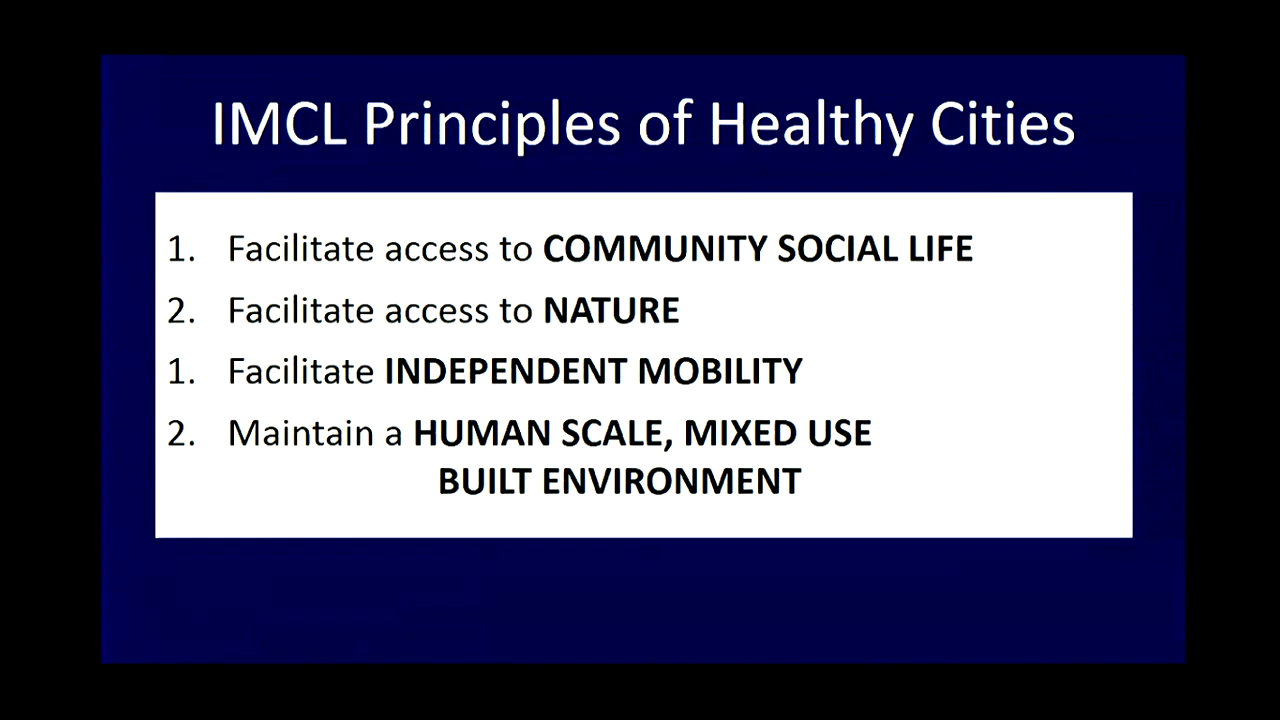 IMCL Principles of Healthy Cities
1. Facilitate access to COMMUNITY SOCIAL LIFE
2. Facilitate access to NATURE
1. Facilitate INDEPENDENT MOBILITY
2. Maintain a HUMAN SCALE, MIXED USE
BUILT ENVIRONMENT